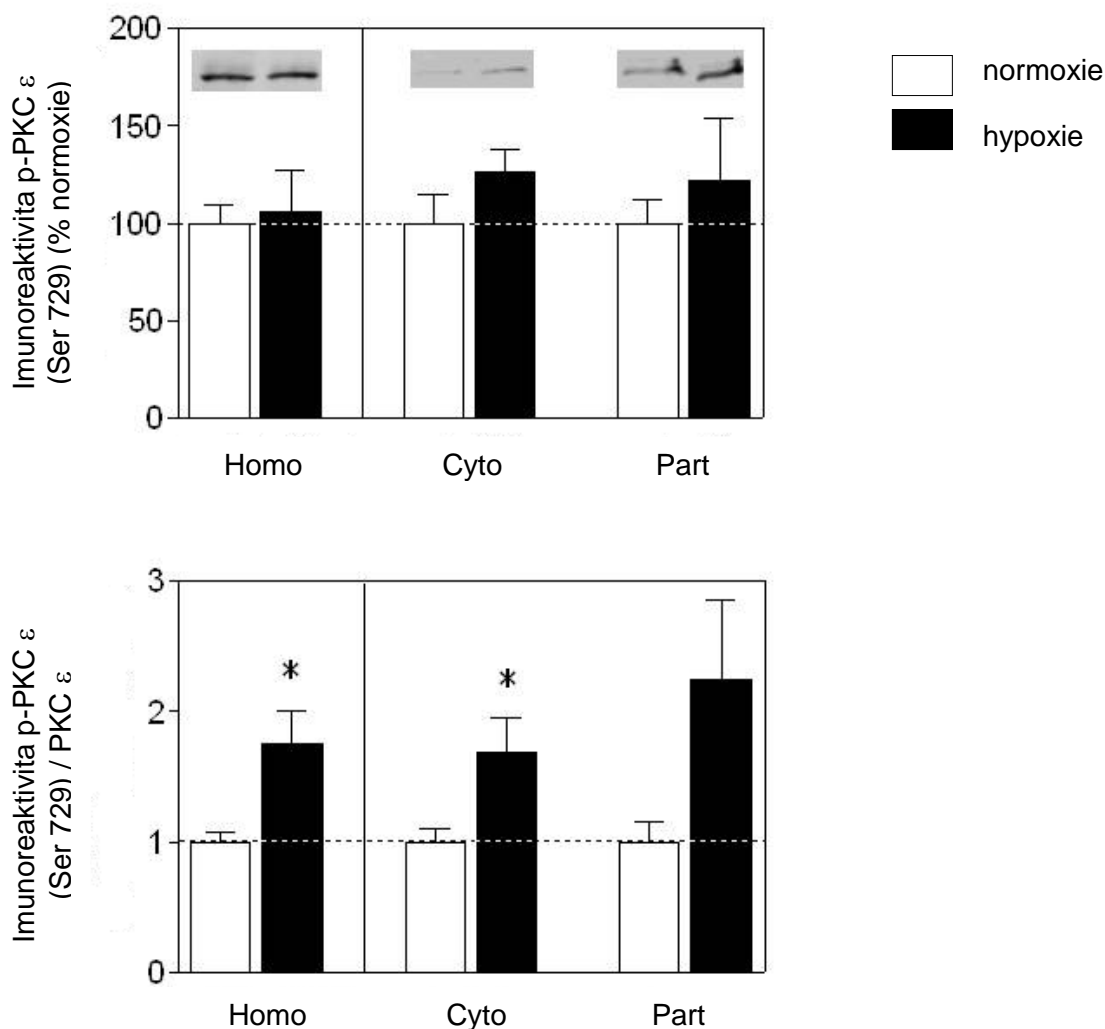 Imunoreaktivita p-PKC ε
(Ser 729) (% normoxie)
200
150
100
50
0
Homo
Cyto
Part
normoxie
hypoxie
Imunoreaktivita p-PKC ε
(Ser 729) / PKC ε
3
2
1
0
*
*
Homo
Cyto
Part